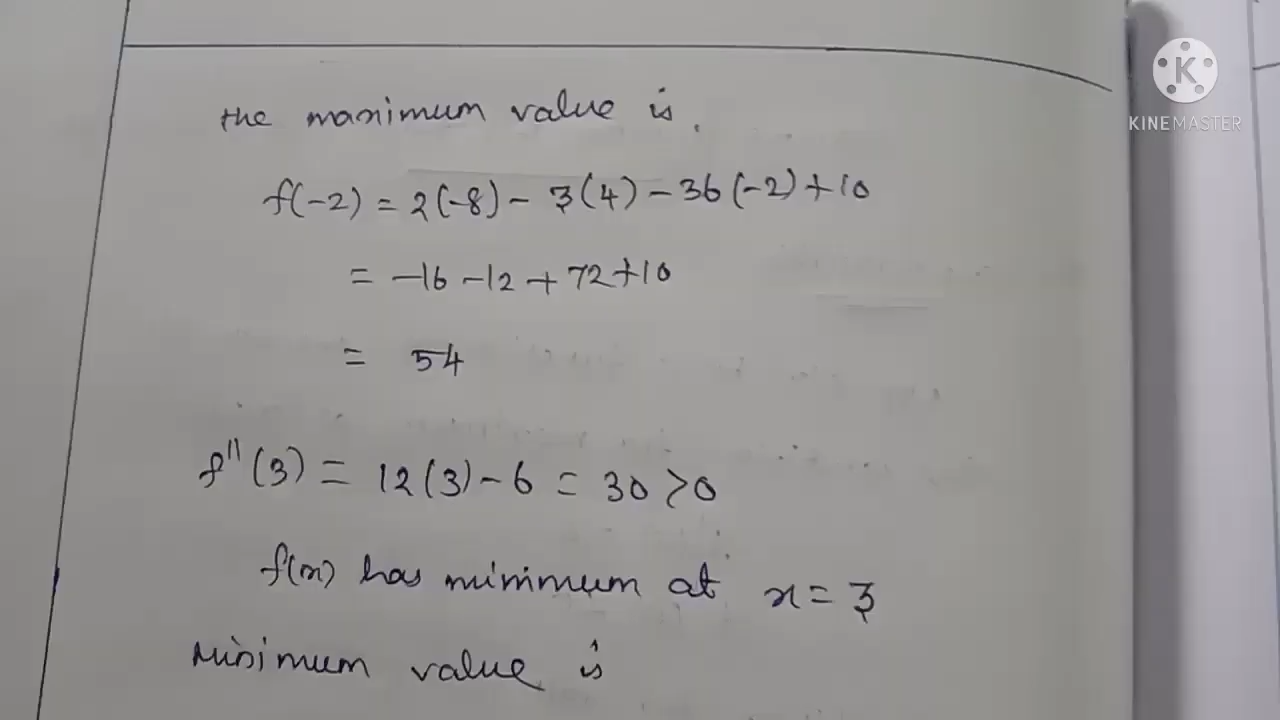 the maximum value is.
f(-2) = 2(-8) - 3(4) - 36(-2) + 10
= -16 - 12 + 72 + 10
= 54
f''(3) = 12(3) - 6 = 30 > 0
f(x) has minimum at x = 3
Minimum value is
K
KINEMASTER